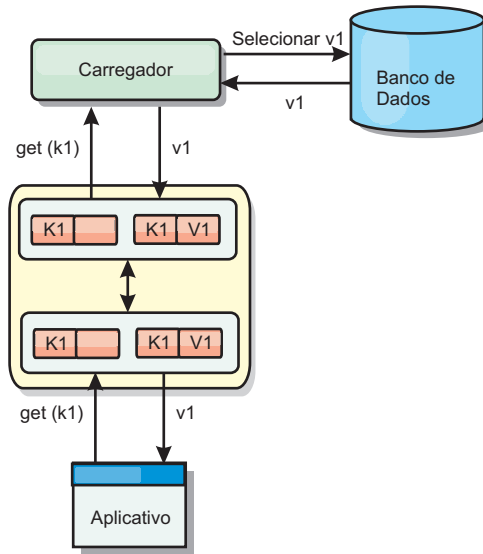 Selecionar v1
Carregador
Banco de
Dados
v1
get (k1)
v1
K1
K1 V1
K1
K1 V1
get (k1)
v1
Aplicativo